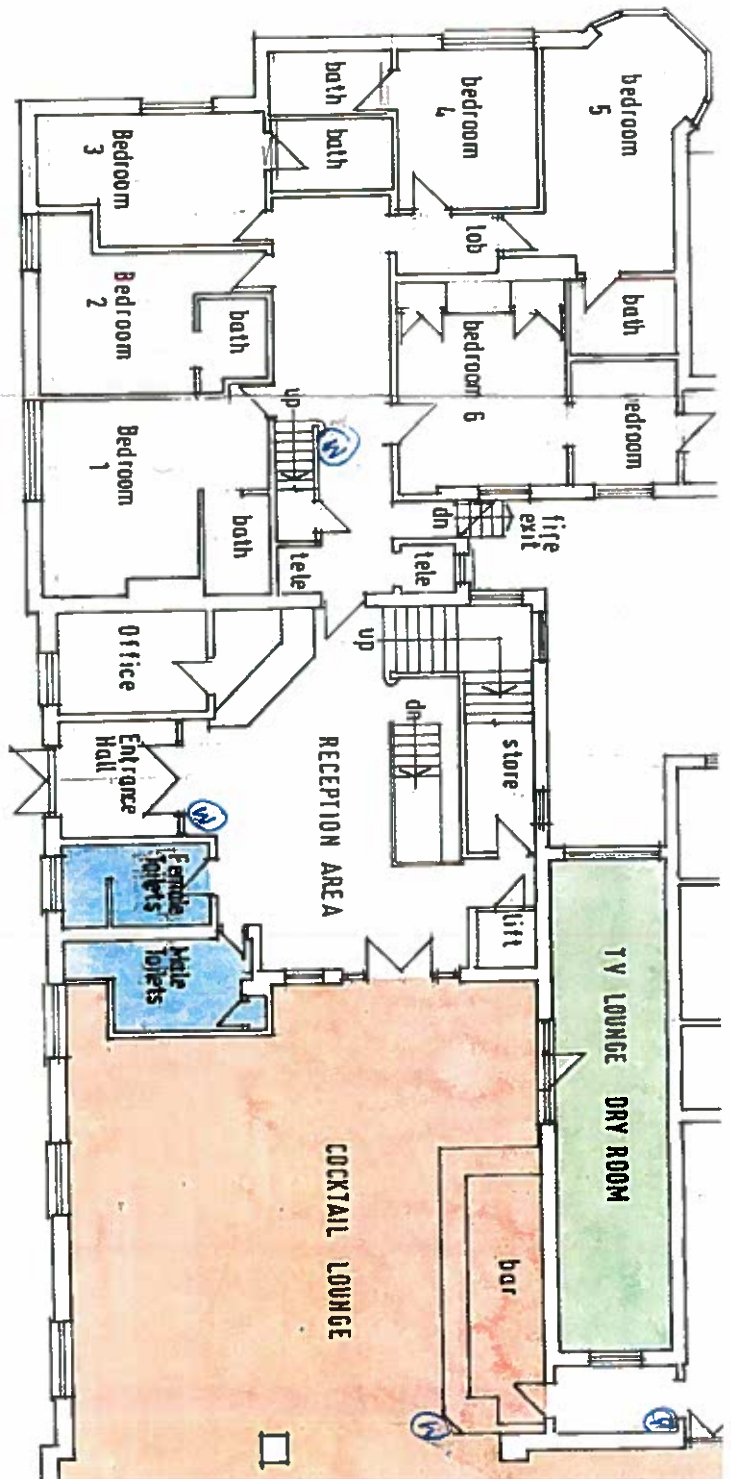 bedroom
5
bedroom
4
bath
bath
Bedroom
3
lob
bath
bedroom
6
bedroom
Bedroom
2
bath
up
M
Bedroom
1
bath
fire
exit
dn
tele
tele
up
Office
dn
store
RECEPTION AREA
Entrance
Hall
M
Female
Toilets
Male
Toilets
lift
TV LOUNGE DRY ROOM
COCKTAIL LOUNGE
bar
M